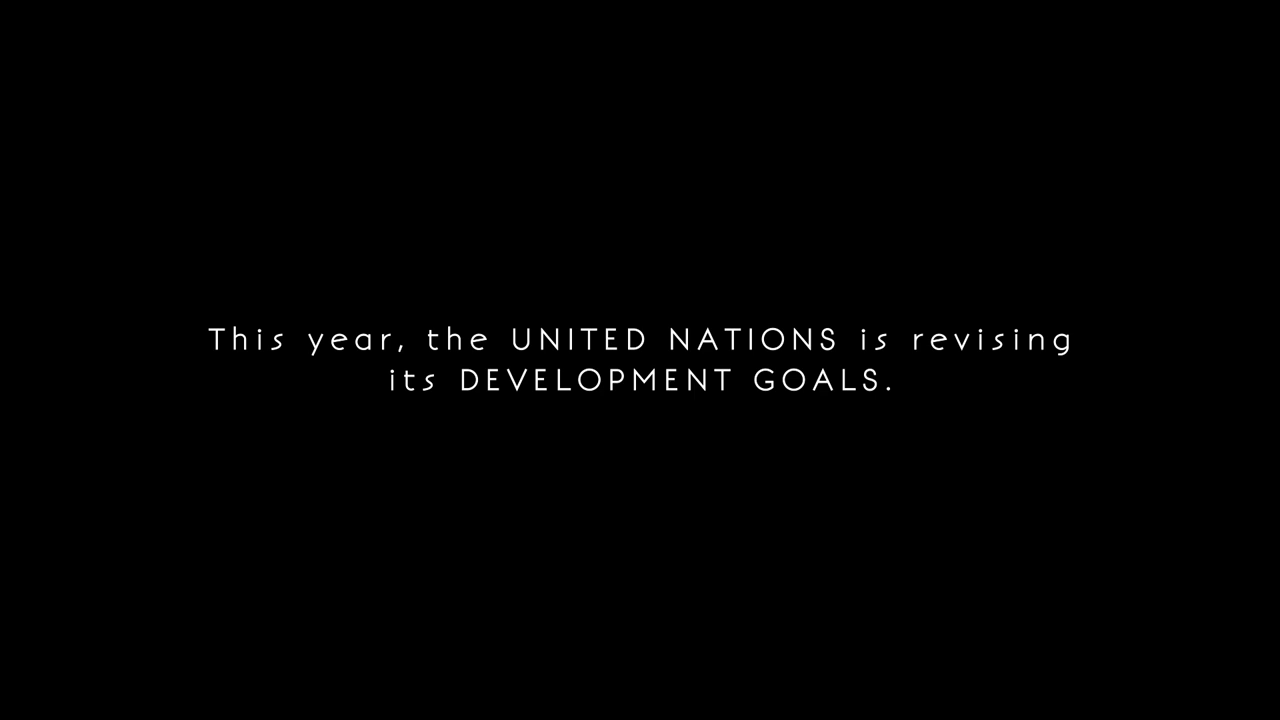 This year, the UNITED NATIONS is revising
its DEVELOPMENT GOALS.